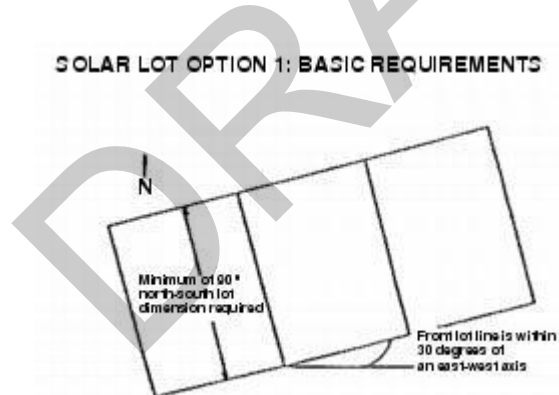 SOLAR LOT OPTION 1: BASIC REQUIREMENTS
N
Minimum of 90"
north-south lot
dimension required
Front lot line is within
30 degrees of
an east-west axis
DRA